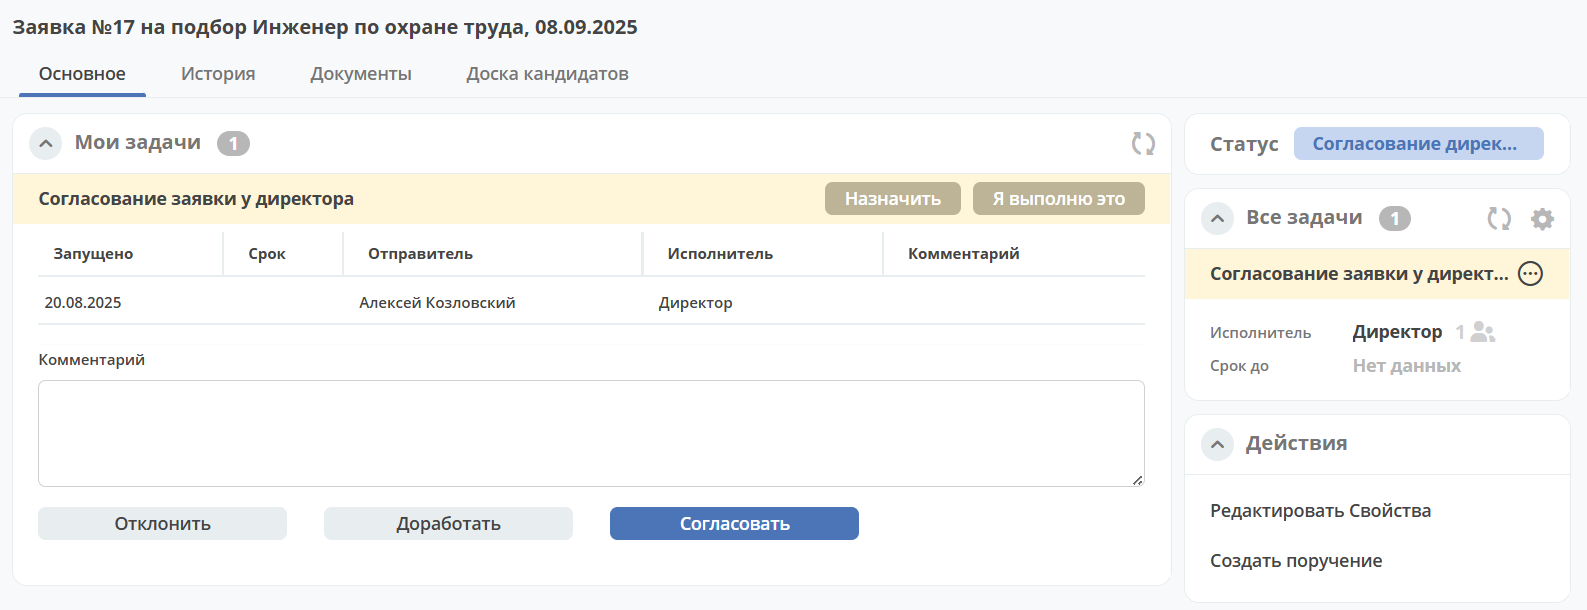 Заявка №17 на подбор Инженер по охране труда, 08.09.2025
Основное История Документы Доска кандидатов
Мои задачи 1
Согласование заявки у директора Назначить Я выполню это
Запущено Срок Отправитель Исполнитель Комментарий
20.08.2025 Алексей Козловский Директор
Комментарий
Отклонить Доработать Согласовать
Статус Согласование дирек...
Все задачи 1
Согласование заявки у директ...
Исполнитель Директор 1
Срок до Нет данных
Действия
Редактировать Свойства
Создать поручение